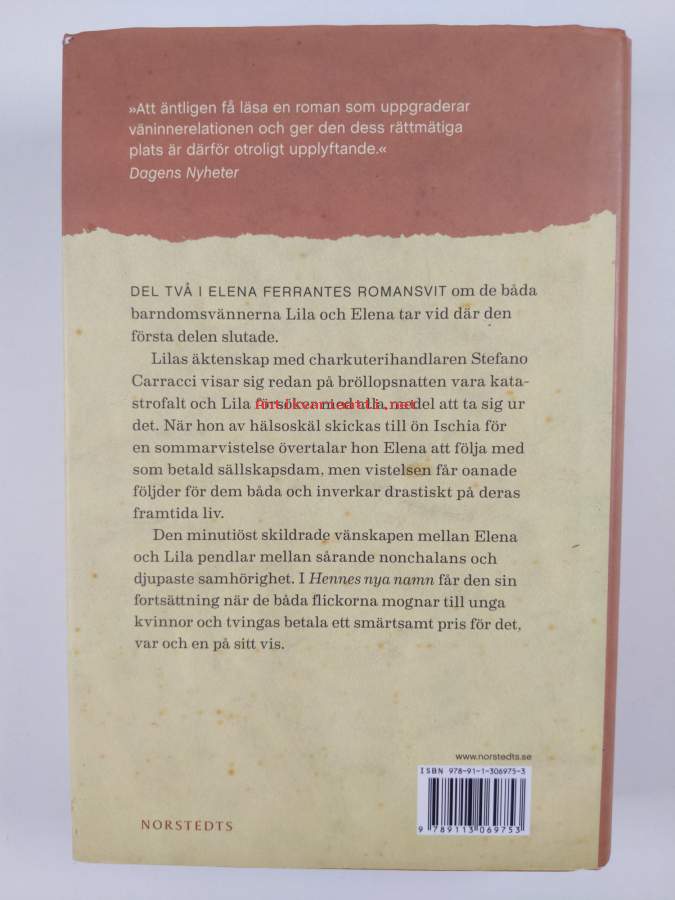 »Att äntligen få läsa en roman som uppgraderar
väninnerelationen och ger den dess rättmätiga
plats är därför otroligt upplyftande.«
Dagens Nyheter
DEL TVÅ I ELENA FERRANTES ROMANSVIT om de båda
barndomsvännerna Lila och Elena tar vid där den
första delen slutade.
Lilas äktenskap med charkuterihandlaren Stefano
Carracci visar sig redan på bröllopsnatten vara kata-
strofalt och Lila försöker med alla medel att ta sig ur
det. När hon av hälsoskäl skickas till ön Ischia för
en sommarvistelse övertalar hon Elena att följa med
som betald sällskapsdam, men vistelsen får oanade
följder för dem båda och inverkar drastiskt på deras
framtida liv.
Den minutiöst skildrade vänskapen mellan Elena
och Lila pendlar mellan sårande nonchalans och
djupaste samhörighet. I Hennes nya namn får den sin
fortsättning när de båda flickorna mognar till unga
kvinnor och tvingas betala ett smärtsamt pris för det,
var och en på sitt vis.
www.norstedts.se
ISBN 978-91-1-306975-3
9 789113 069753
NORSTEDTS